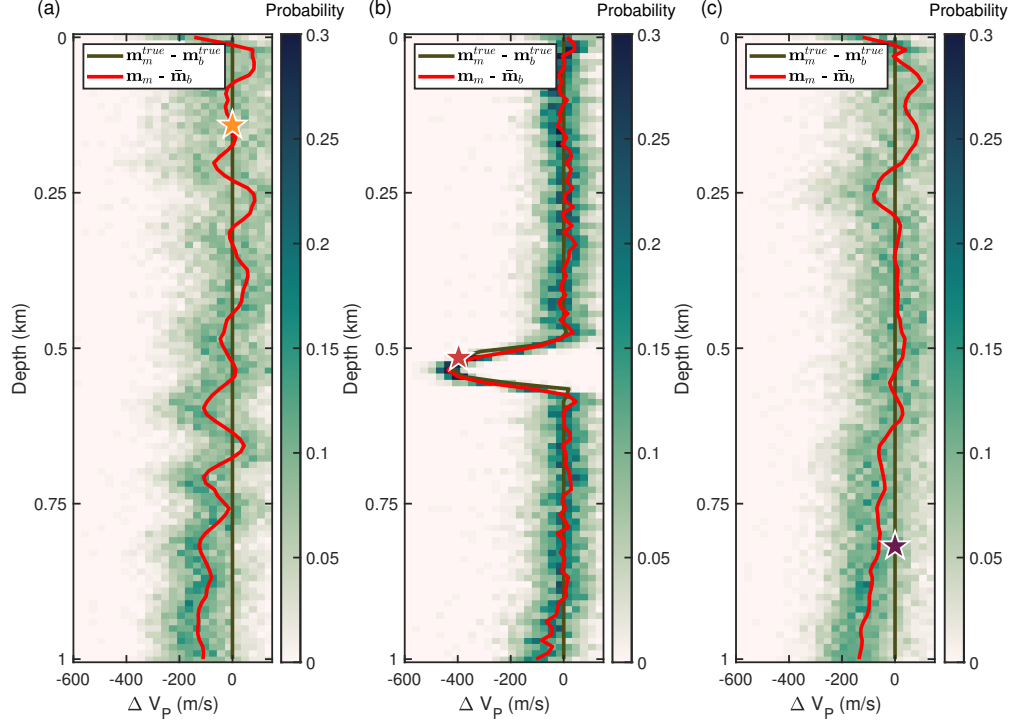 (a)
Probability
0
0.25
0.5
0.75
1
Depth (km)
-600
-400
-200
0
Δ V_P (m/s)
m_m^true - m_b^true
m_m - m̄_b
0.3
0.25
0.2
0.15
0.1
0.05
0
(b)
Probability
0
0.25
0.5
0.75
1
Depth (km)
-600
-400
-200
0
Δ V_P (m/s)
m_m^true - m_b^true
m_m - m̄_b
0.3
0.25
0.2
0.15
0.1
0.05
0
(c)
Probability
0
0.25
0.5
0.75
1
Depth (km)
-600
-400
-200
0
Δ V_P (m/s)
m_m^true - m_b^true
m_m - m̄_b
0.3
0.25
0.2
0.15
0.1
0.05
0